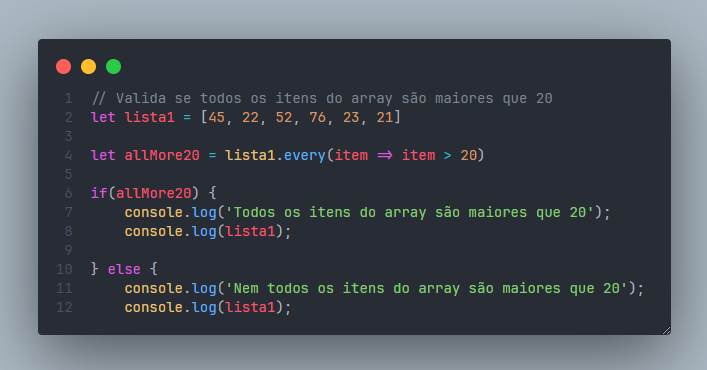 1 // Valida se todos os itens do array são maiores que 20
2 let lista1 = [45, 22, 52, 76, 23, 21]
3
4 let allMore20 = lista1.every(item => item > 20)
5
6 if(allMore20) {
7     console.log('Todos os itens do array são maiores que 20');
8     console.log(lista1);
9
10 } else {
11     console.log('Nem todos os itens do array são maiores que 20');
12     console.log(lista1);